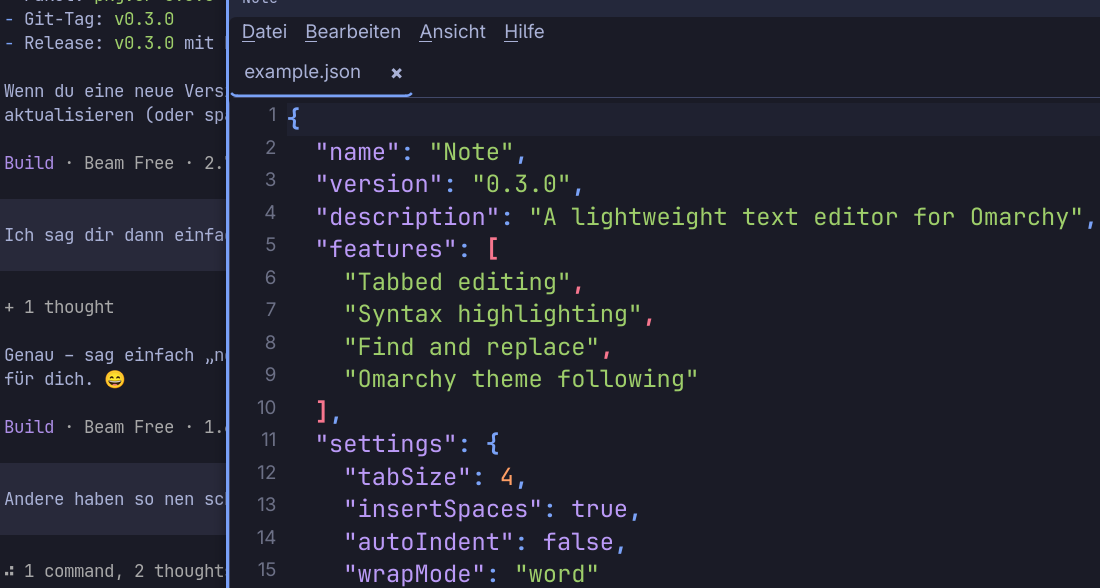 - Git-Tag: v0.3.0
- Release: v0.3.0 mit
Wenn du eine neue Vers
aktualisieren (oder
Build · Beam Free · 2.
Ich sag dir dann
+ 1 thought
Genau – sag einfach
für dich. 😄
Build · Beam Free · 1.
Andere haben so nen
1 command, 2 thought
Note
Datei Bearbeiten Ansicht Hilfe
example.json ×
1 {
2 "name": "Note",
3 "version": "0.3.0",
4 "description": "A lightweight text editor for Omarchy",
5 "features": [
6 "Tabbed editing",
7 "Syntax highlighting",
8 "Find and replace",
9 "Omarchy theme following"
10 ],
11 "settings": {
12 "tabSize": 4,
13 "insertSpaces": true,
14 "autoIndent": false,
15 "wrapMode": "word"